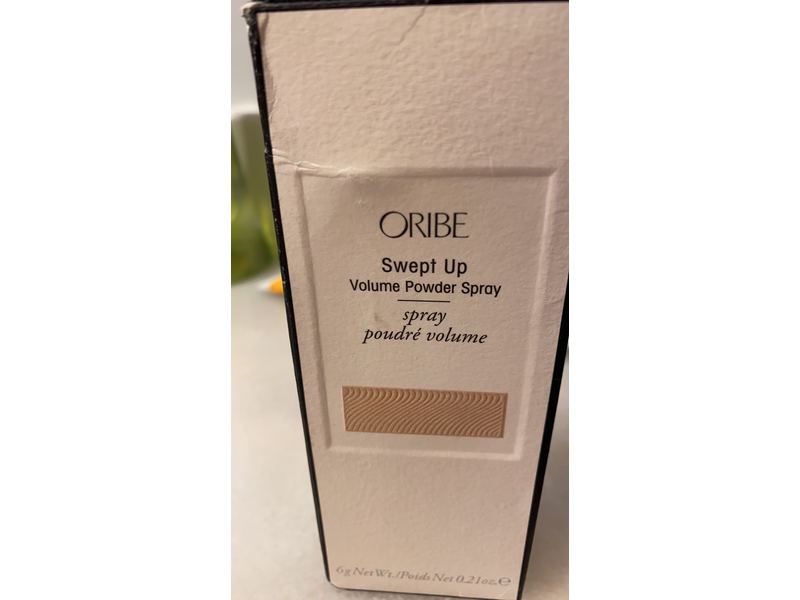 ORIBE
Swept Up
Volume Powder Spray
spray
poudré volume
6g Net Wt./Poids Net 0.21oz.℮